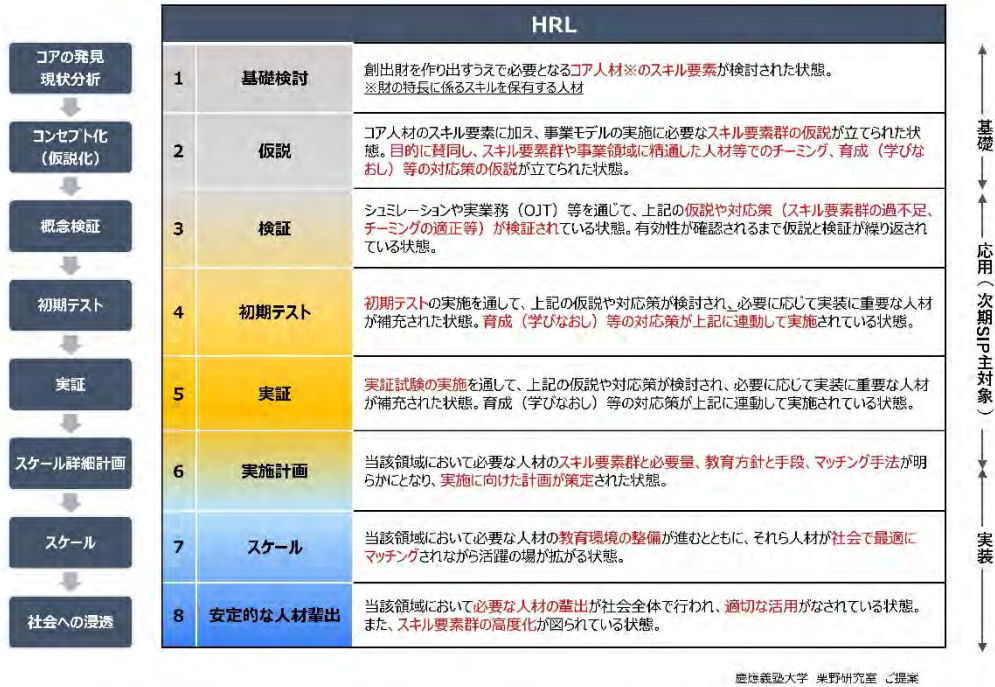 HRL
コアの発見
現状分析
1
基礎検討
創出財を作り出すうえで必要となるコア人材※のスキル要素が検討された状態。
※財の特長に係るスキルを保有する人材
コンセプト化
（仮説化）
2
仮説
コア人材のスキル要素に加え、事業モデルの実施に必要なスキル要素群の仮説が立てられた状
態。目的に賛同し、スキル要素群や事業領域に精通した人材等でのチーミング、育成（学びな
おし）等の対応策の仮説が立てられた状態。
概念検証
3
検証
シュミレーションや実業務（OJT）等を通じて、上記の仮説や対応策（スキル要素群の過不足、
チーミングの適正等）が検証されている状態。有効性が確認されるまで仮説と検証が繰り返され
ている状態。
初期テスト
4
初期テスト
初期テストの実施を通して、上記の仮説や対応策が検討され、必要に応じて実装に重要な人材
が補充された状態。育成（学びなおし）等の対応策が上記に連動して実施されている状態。
実証
5
実証
実証試験の実施を通して、上記の仮説や対応策が検討され、必要に応じて実装に重要な人材
が補充された状態。育成（学びなおし）等の対応策が上記に連動して実施されている状態。
スケール詳細計画
6
実施計画
当該領域において必要な人材のスキル要素群と必要量、教育方針と手段、マッチング手法が明
らかにとなり、実施に向けた計画が策定された状態。
スケール
7
スケール
当該領域において必要な人材の教育環境の整備が進むとともに、それら人材が社会で最適に
マッチングされながら活躍の場が拡がる状態。
社会への浸透
8
安定的な人材輩出
当該領域において必要な人材の輩出が社会全体で行われ、適切な活用がなされている状態。
また、スキル要素群の高度化が図られている状態。
基礎
応用（次期SIP主対象）
実装
慶應義塾大学 栗野研究室 ご提案